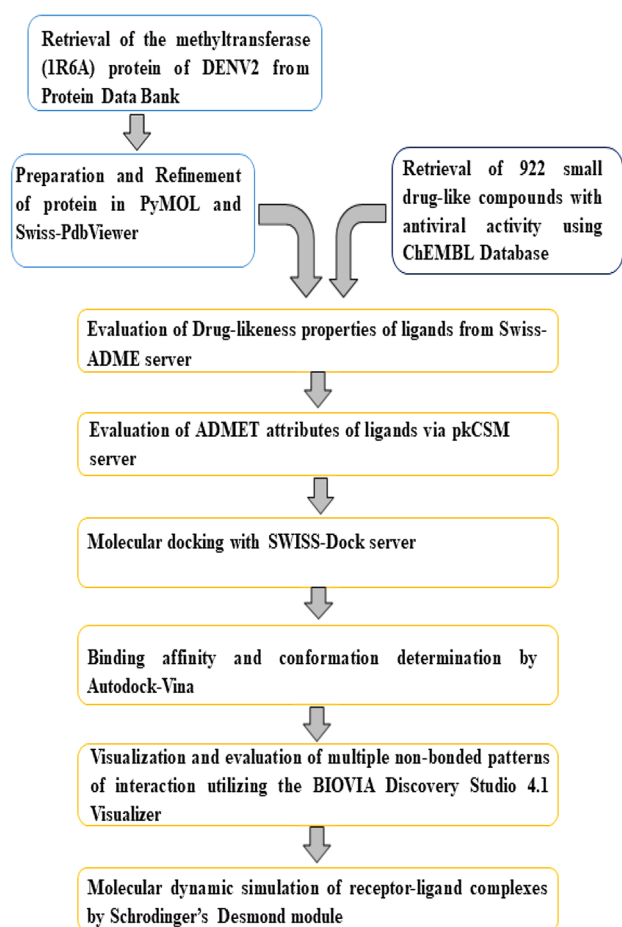 Retrieval of the methyltransferase
(1R6A) protein of DENV2 from
Protein Data Bank
Preparation and Refinement
of protein in PyMOL and
Swiss-PdbViewer
Retrieval of 922 small
drug-like compounds with
antiviral activity using
ChEMBL Database
Evaluation of Drug-likeness properties of ligands from Swiss-
ADME server
Evaluation of ADMET attributes of ligands via pkCSM
server
Molecular docking with SWISS-Dock server
Binding affinity and conformation determination by
Autodock-Vina
Visualization and evaluation of multiple non-bonded patterns
of interaction utilizing the BIOVIA Discovery Studio 4.1
Visualizer
Molecular dynamic simulation of receptor-ligand complexes
by Schrodinger's Desmond module